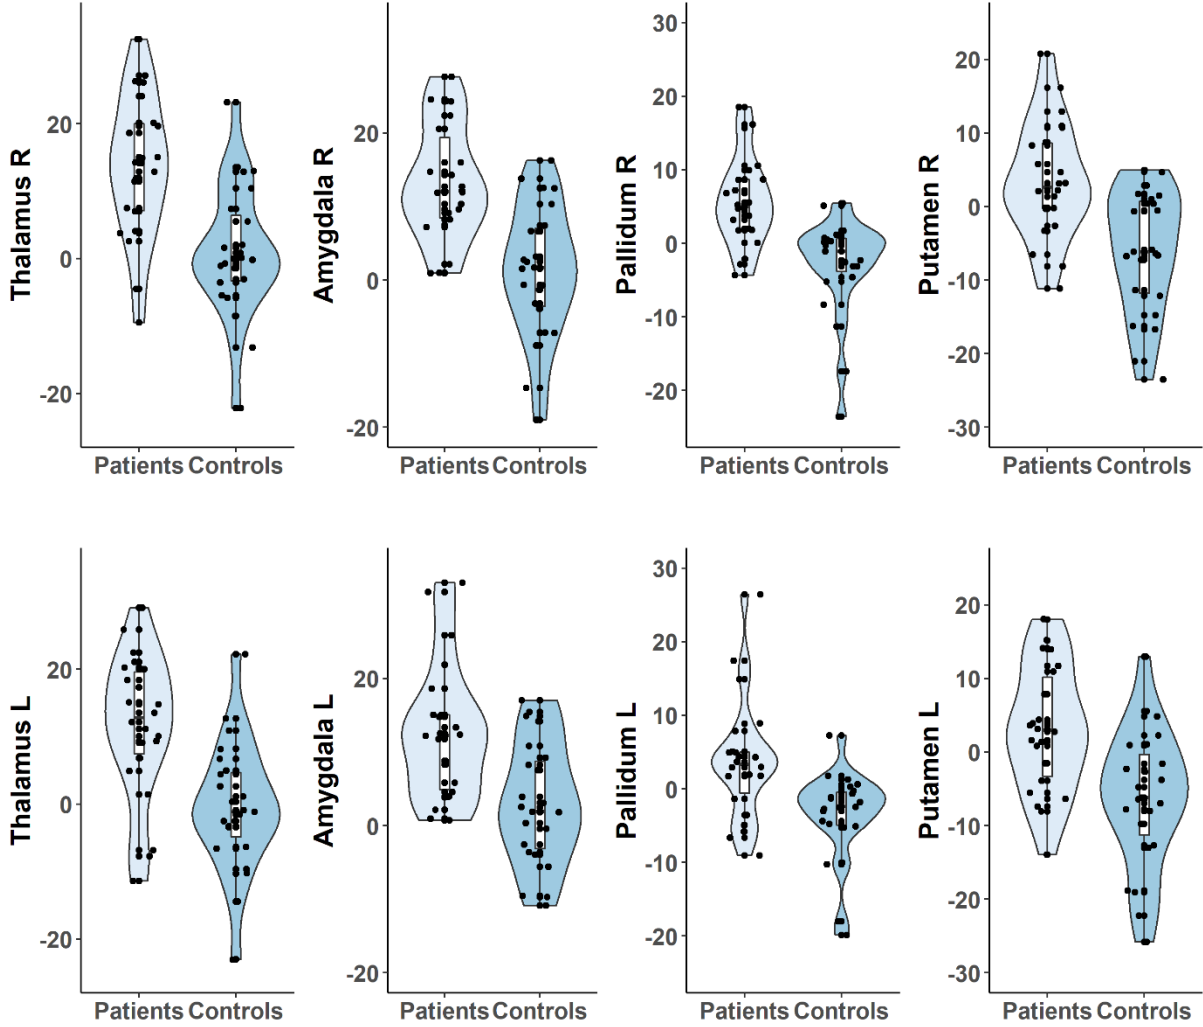 Thalamus R
20
0
-20
Patients Controls
Amygdala R
20
0
-20
Patients Controls
Pallidum R
30
20
10
0
-10
-20
Patients Controls
Putamen R
20
10
0
-10
-20
-30
Patients Controls
Thalamus L
20
0
-20
Patients Controls
Amygdala L
20
0
-20
Patients Controls
Pallidum L
30
20
10
0
-10
-20
Patients Controls
Putamen L
20
10
0
-10
-20
-30
Patients Controls